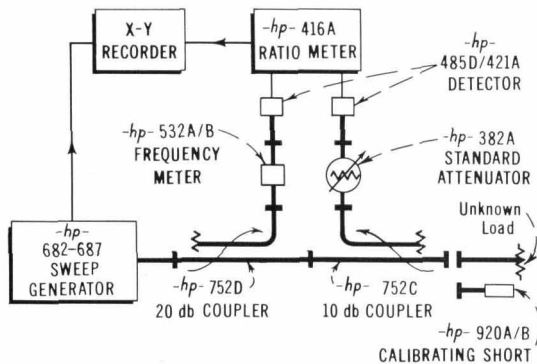 X-Y
RECORDER
-hp- 416A
RATIO METER
-hp-
485D/421A
DETECTOR
-hp- 532A/B
FREQUENCY
METER
-hp- 382A
STANDARD
ATTENUATOR
-hp-
682-687
SWEEP
GENERATOR
-hp- 752D
20 db COUPLER
-hp- 752C
10 db COUPLER
Unknown
Load
-hp- 920A/B
CALIBRATING SHORT